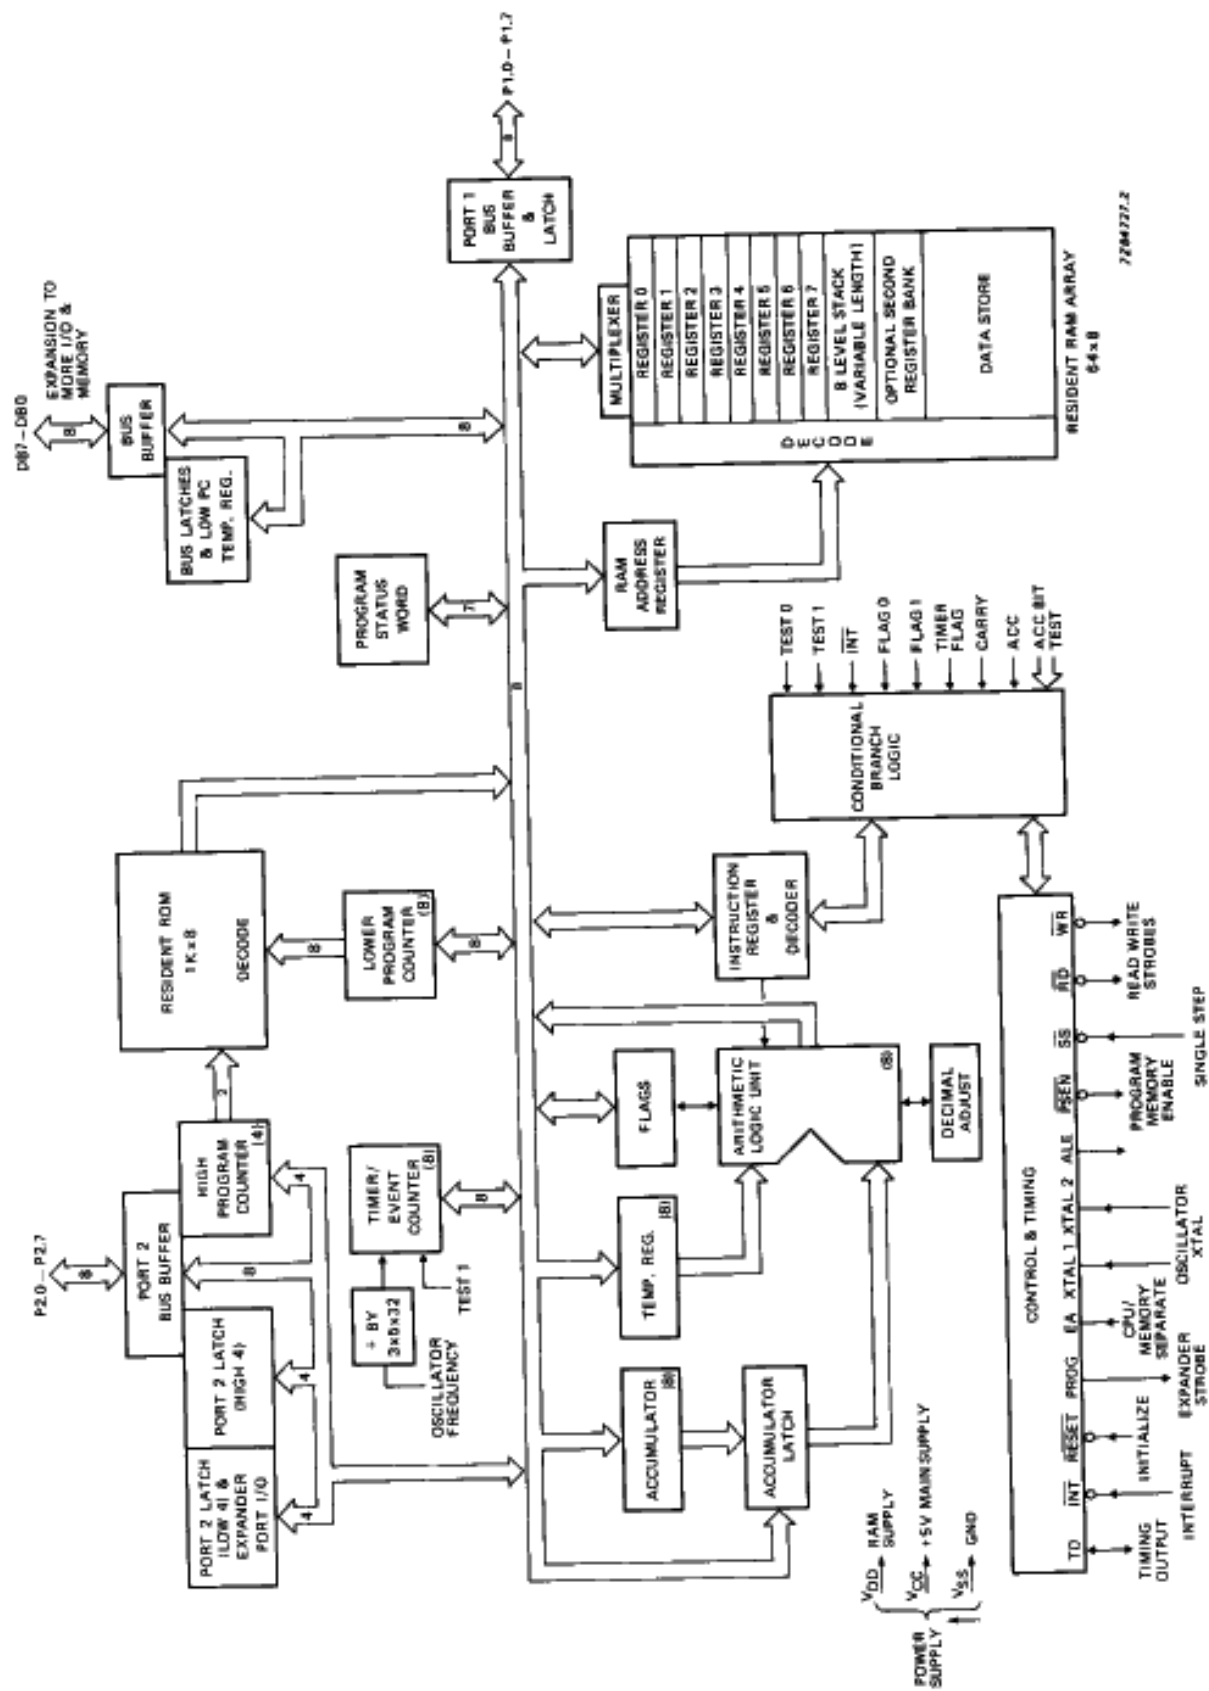 P2.0–P2.7
8
PORT 2
BUS BUFFER
PORT 2 LATCH
(LOW 4) &
EXPANDER
PORT I/O
PORT 2 LATCH
(HIGH 4)
HIGH
PROGRAM
COUNTER
(4)
4
4
8
4
2
RESIDENT ROM
1K x 8
DECODE
8
LOWER
PROGRAM
COUNTER
(8)
8
OSCILLATOR
FREQUENCY
÷ BY
3x5x32
TEST 1
TIMER/
EVENT
COUNTER
(8)
8
PROGRAM
STATUS
WORD
7
DB7–DB0
8
EXPANSION TO
MORE I/O &
MEMORY
BUS
BUFFER
BUS LATCHES
& LOW PC
TEMP. REG.
8
8
PORT 1
BUS
BUFFER
&
LATCH
8
P1.0–P1.7
ACCUMULATOR
(8)
ACCUMULATOR
LATCH
TEMP. REG.
(8)
FLAGS
ARITHMETIC
LOGIC UNIT
(8)
DECIMAL
ADJUST
INSTRUCTION
REGISTER
&
DECODER
CONDITIONAL
BRANCH
LOGIC
TEST 0
TEST 1
INT
FLAG 0
FLAG 1
TIMER
FLAG
CARRY
ACC
ACC BIT
TEST
RAM
ADDRESS
REGISTER
MULTIPLEXER
DECODE
REGISTER 0
REGISTER 1
REGISTER 2
REGISTER 3
REGISTER 4
REGISTER 5
REGISTER 6
REGISTER 7
8 LEVEL STACK
(VARIABLE LENGTH)
OPTIONAL SECOND
REGISTER BANK
DATA STORE
RESIDENT RAM ARRAY
64 x 8
POWER
SUPPLY
VDD
RAM
SUPPLY
VCC
+5V MAIN SUPPLY
VSS
GND
CONTROL & TIMING
TO
INT
RESET
PROG
EA
XTAL 1
XTAL 2
ALE
PSEN
SS
RD
WR
TIMING
OUTPUT
INTERRUPT
INITIALIZE
EXPANDER
STROBE
CPU/
MEMORY
SEPARATE
OSCILLATOR
XTAL
PROGRAM
MEMORY
ENABLE
SINGLE STEP
READ WRITE
STROBES
7Z84727.2